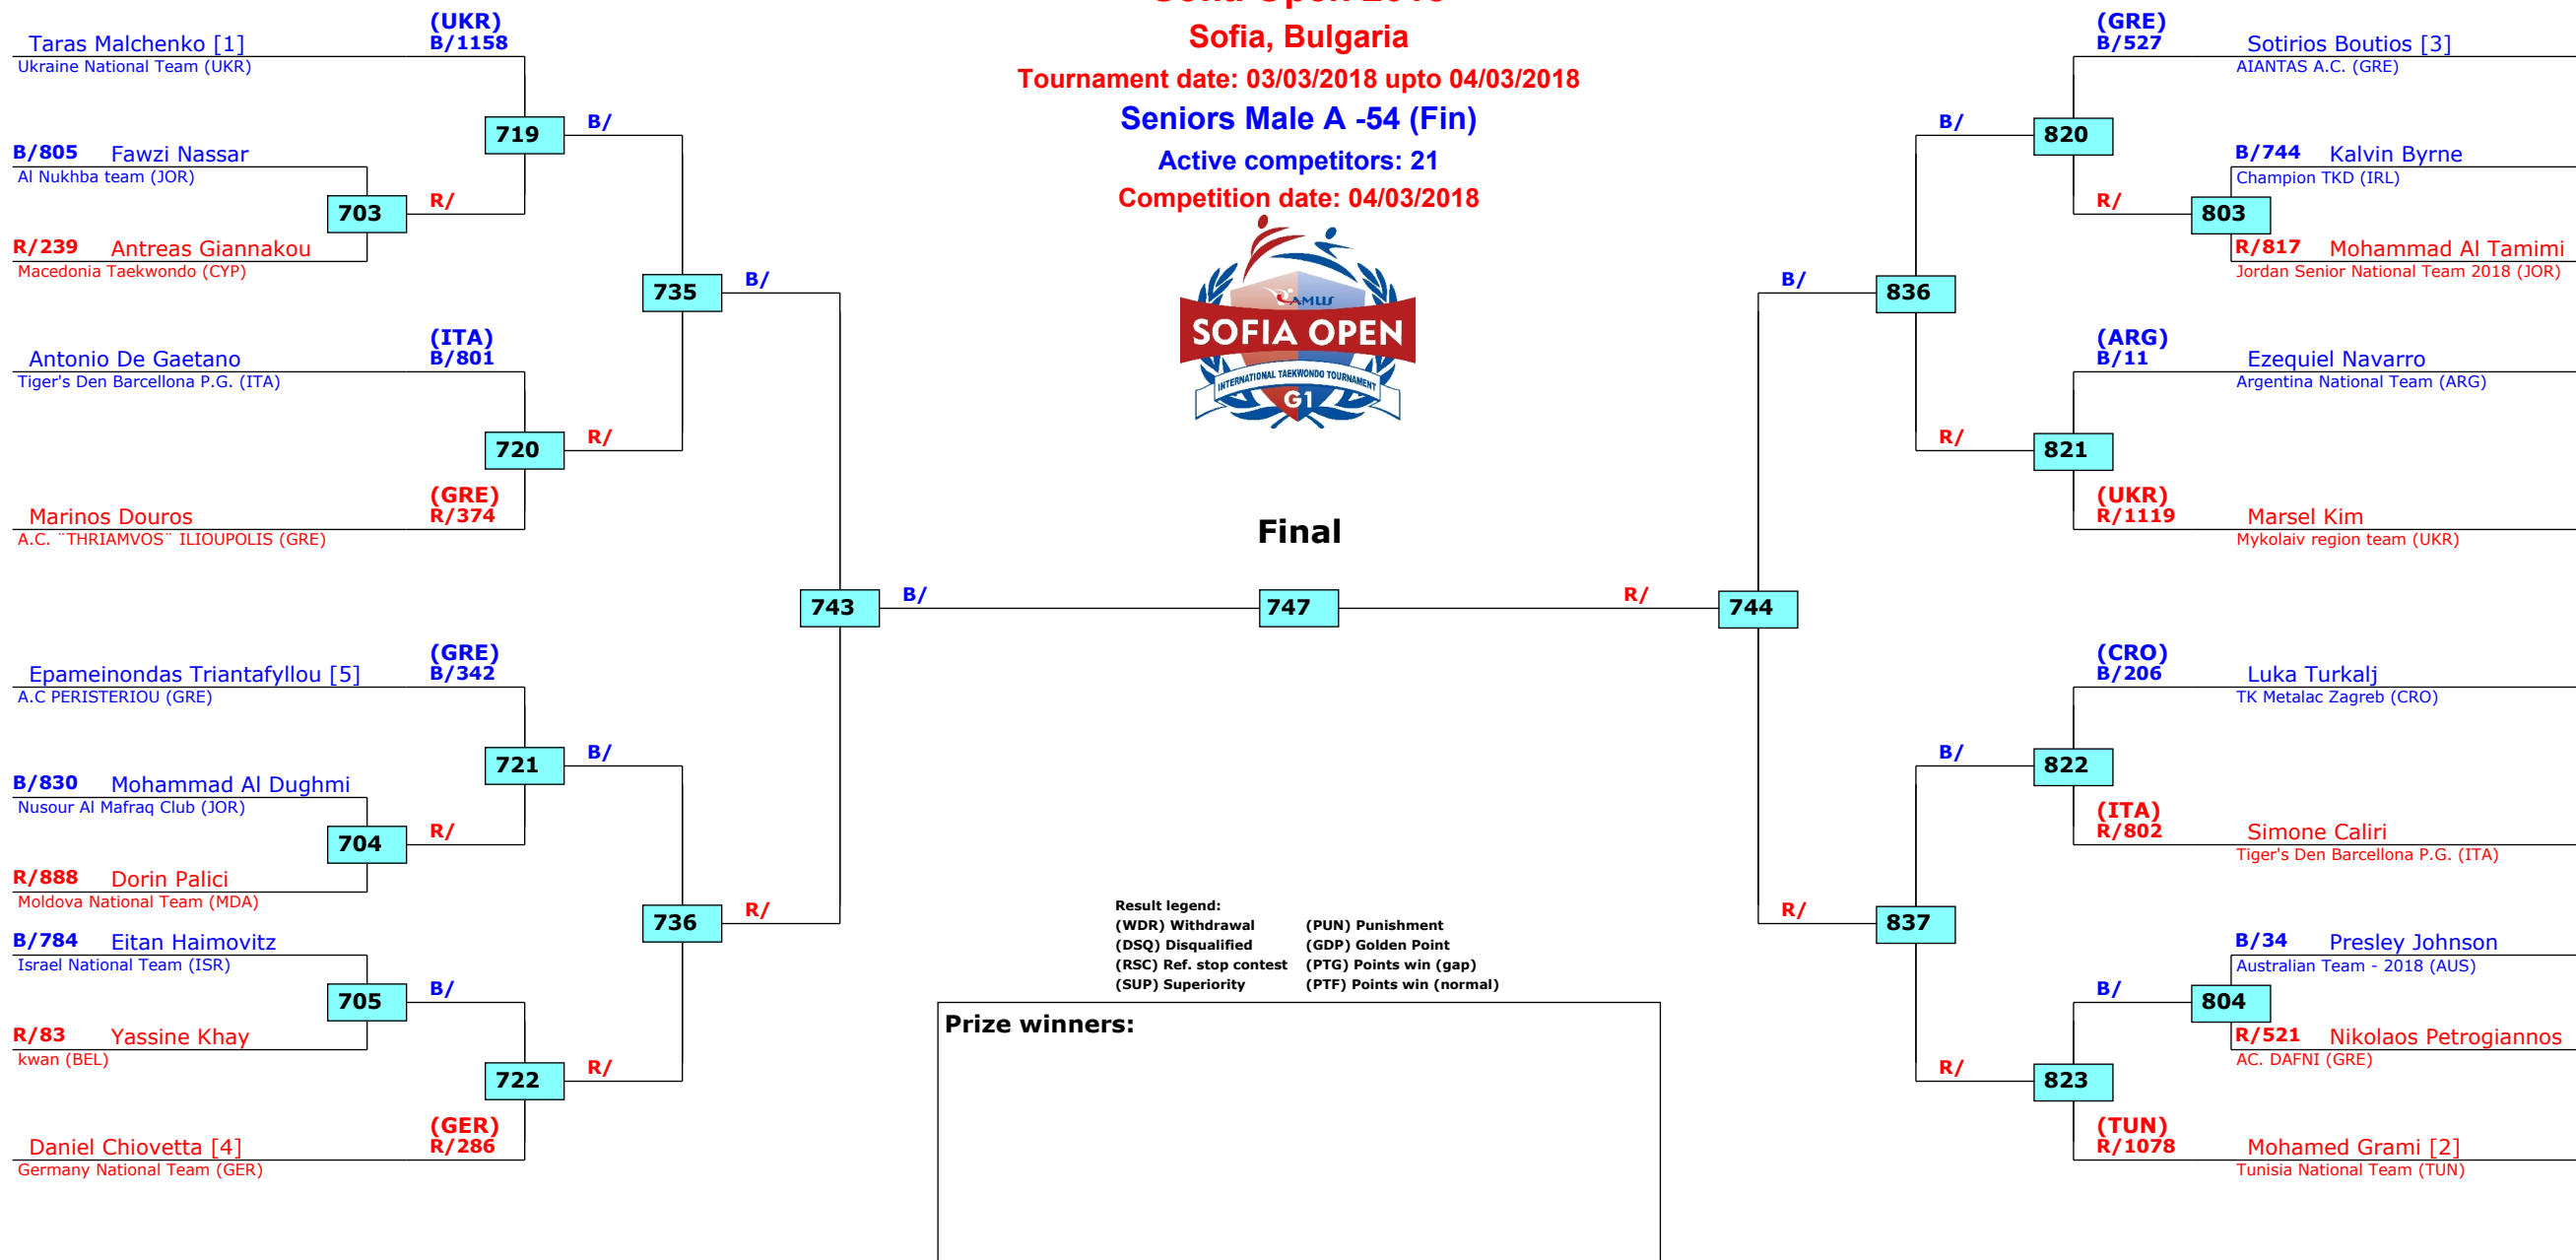 Sofia Open 2018
Sofia, Bulgaria
Tournament date: 03/03/2018 upto 04/03/2018
Seniors Male A -54 (Fin)
Active competitors: 21
Competition date: 04/03/2018
RAMUS
SOFIA OPEN
INTERNATIONAL TAEKWONDO TOURNAMENT
G1
(UKR)
Taras Malchenko [1] B/1158
Ukraine National Team (UKR)
719 B/
B/805 Fawzi Nassar
Al Nukhba team (JOR)
703 R/
R/239 Antreas Giannakou
Macedonia Taekwondo (CYP)
735 B/
(ITA)
Antonio De Gaetano B/801
Tiger's Den Barcellona P.G. (ITA)
720 R/
(GRE)
Marinos Douros R/374
A.C. ¨THRIAMVOS¨ ILIOUPOLIS (GRE)
743 B/
(GRE)
Epameinondas Triantafyllou [5] B/342
A.C PERISTERIOU (GRE)
721 B/
B/830 Mohammad Al Dughmi
Nusour Al Mafraq Club (JOR)
704 R/
R/888 Dorin Palici
Moldova National Team (MDA)
736 R/
B/784 Eitan Haimovitz
Israel National Team (ISR)
705 B/
R/83 Yassine Khay
kwan (BEL)
722 R/
(GER)
Daniel Chiovetta [4] R/286
Germany National Team (GER)
Final
747
R/ 744
(GRE)
B/527 Sotirios Boutios [3]
AIANTAS A.C. (GRE)
B/ 820
B/744 Kalvin Byrne
Champion TKD (IRL)
R/ 803
R/817 Mohammad Al Tamimi
Jordan Senior National Team 2018 (JOR)
B/ 836
(ARG)
B/11 Ezequiel Navarro
Argentina National Team (ARG)
R/ 821
(UKR)
R/1119 Marsel Kim
Mykolaiv region team (UKR)
(CRO)
B/206 Luka Turkalj
TK Metalac Zagreb (CRO)
B/ 822
(ITA)
R/802 Simone Caliri
Tiger's Den Barcellona P.G. (ITA)
R/ 837
B/34 Presley Johnson
Australian Team - 2018 (AUS)
B/ 804
R/521 Nikolaos Petrogiannos
AC. DAFNI (GRE)
R/ 823
(TUN)
R/1078 Mohamed Grami [2]
Tunisia National Team (TUN)
Result legend:
(WDR) Withdrawal (PUN) Punishment
(DSQ) Disqualified (GDP) Golden Point
(RSC) Ref. stop contest (PTG) Points win (gap)
(SUP) Superiority (PTF) Points win (normal)
Prize winners: